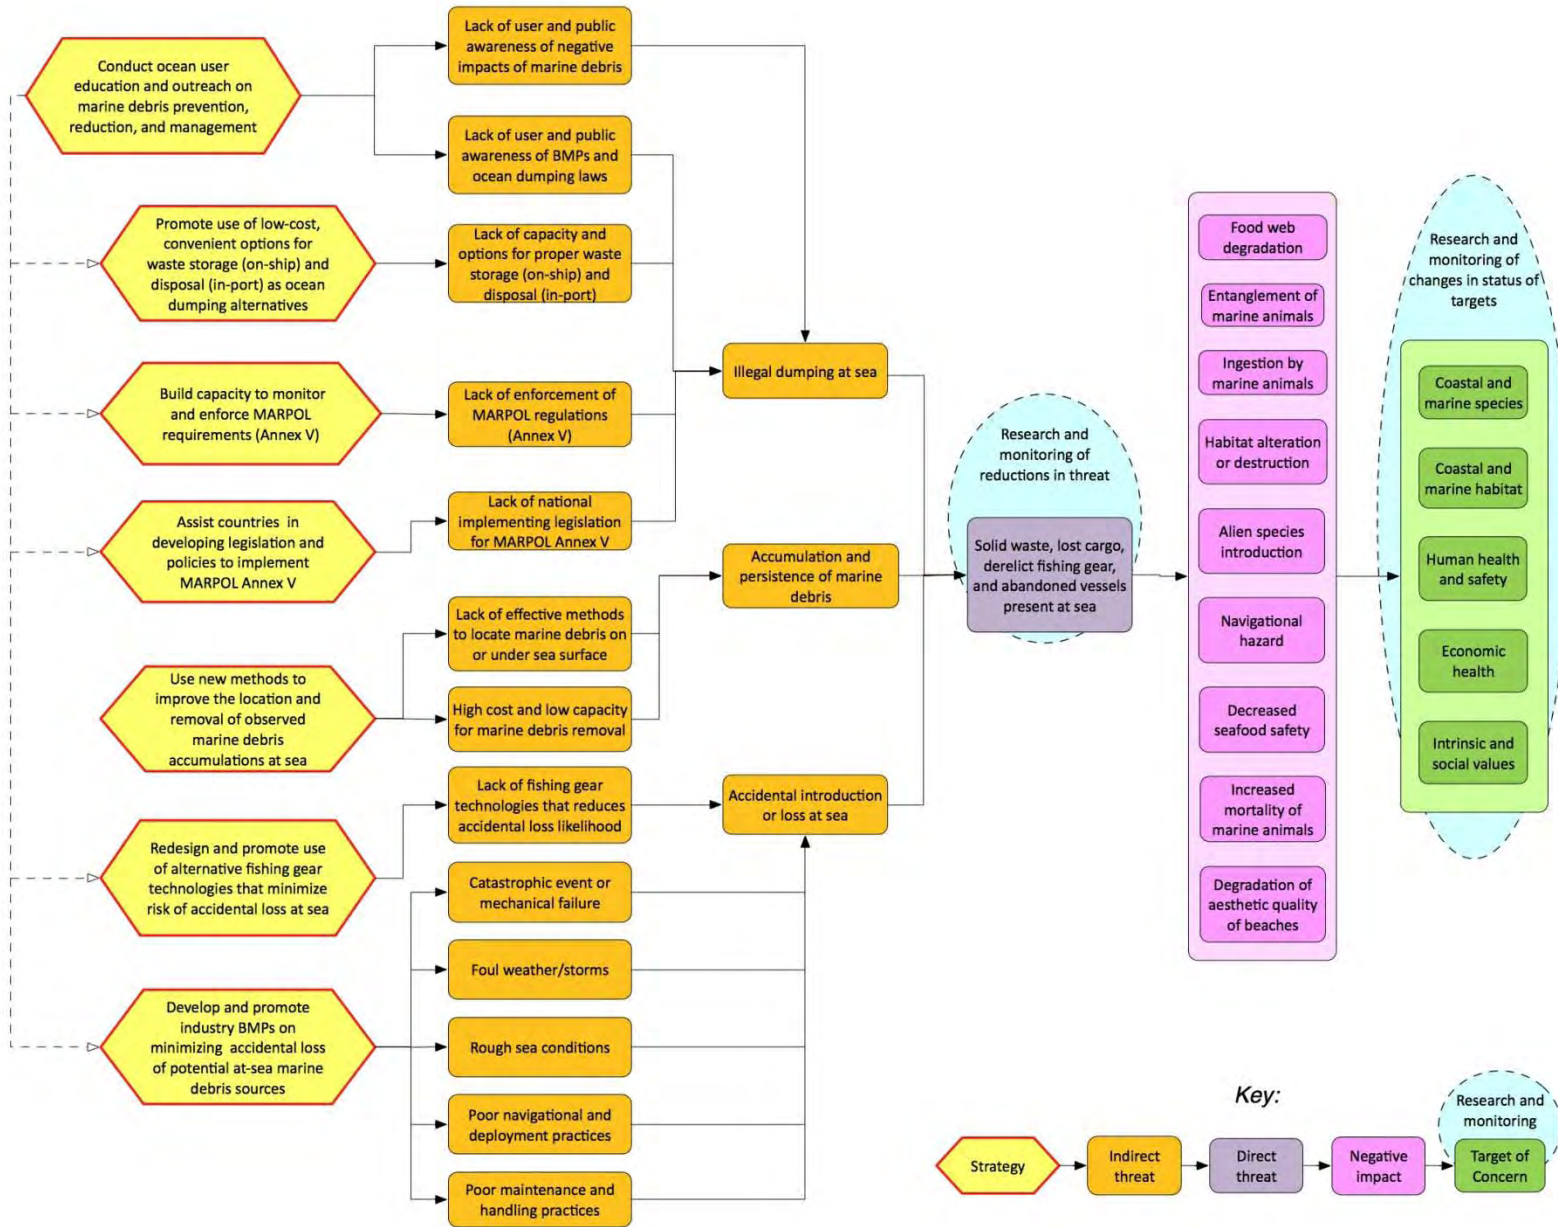 Conduct ocean user
education and outreach on
marine debris prevention,
reduction, and management
Promote use of low-cost,
convenient options for
waste storage (on-ship) and
disposal (in-port) as ocean
dumping alternatives
Build capacity to monitor
and enforce MARPOL
requirements (Annex V)
Assist countries in
developing legislation and
policies to implement
MARPOL Annex V
Use new methods to
improve the location and
removal of observed
marine debris
accumulations at sea
Redesign and promote use
of alternative fishing gear
technologies that minimize
risk of accidental loss at sea
Develop and promote
industry BMPs on
minimizing accidental loss
of potential at-sea marine
debris sources
Lack of user and public
awareness of negative
impacts of marine debris
Lack of user and public
awareness of BMPs and
ocean dumping laws
Lack of capacity and
options for proper waste
storage (on-ship) and
disposal (in-port)
Lack of enforcement of
MARPOL regulations
(Annex V)
Lack of national
implementing legislation
for MARPOL Annex V
Lack of effective methods
to locate marine debris on
or under sea surface
High cost and low capacity
for marine debris removal
Lack of fishing gear
technologies that reduces
accidental loss likelihood
Catastrophic event or
mechanical failure
Foul weather/storms
Rough sea conditions
Poor navigational and
deployment practices
Poor maintenance and
handling practices
Illegal dumping at sea
Accumulation and
persistence of marine
debris
Accidental introduction
or loss at sea
Research and
monitoring of
reductions in threat
Solid waste, lost cargo,
derelict fishing gear,
and abandoned vessels
present at sea
Food web
degradation
Entanglement of
marine animals
Ingestion by
marine animals
Habitat alteration
or destruction
Alien species
introduction
Navigational
hazard
Decreased
seafood safety
Increased
mortality of
marine animals
Degradation of
aesthetic quality
of beaches
Research and
monitoring of
changes in status of
targets
Coastal and
marine species
Coastal and
marine habitat
Human health
and safety
Economic
health
Intrinsic and
social values
Key:
Strategy
Indirect
threat
Direct
threat
Negative
impact
Research and
monitoring
Target of
Concern